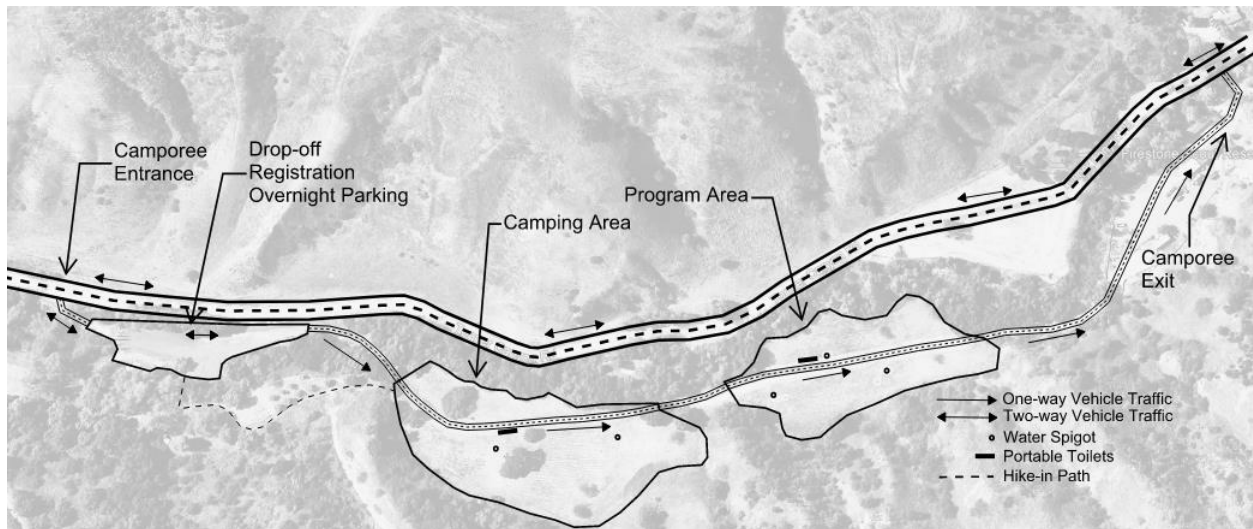 Camporee
Entrance
Drop-off
Registration
Overnight Parking
Camping Area
Program Area
Camporee
Exit
One-way Vehicle Traffic
Two-way Vehicle Traffic
Water Spigot
Portable Toilets
Hike-in Path